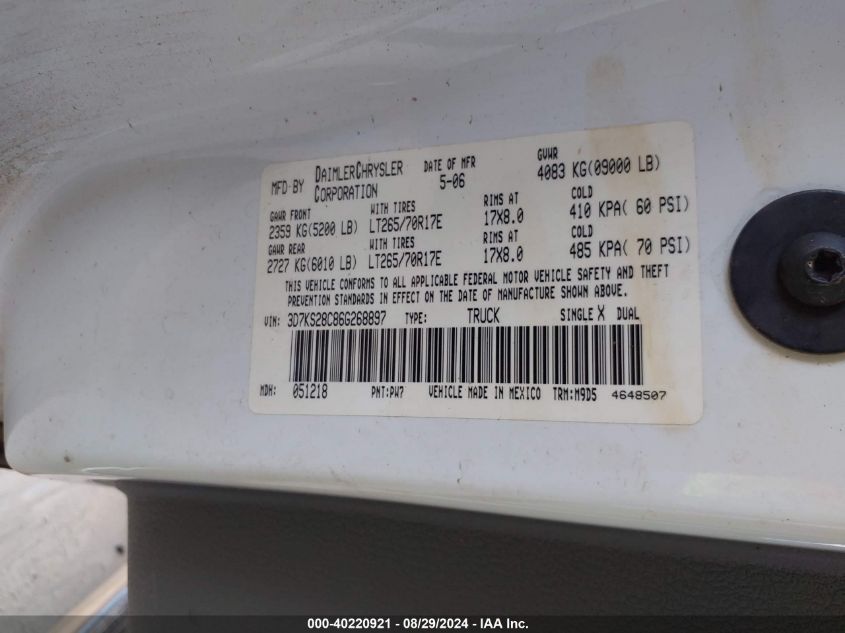 MFD BY DAIMLERCHRYSLER CORPORATION DATE OF MFR 5-06 GVWR 4083 KG(09000 LB)
GAWR FRONT WITH TIRES RIMS AT COLD
2359 KG(5200 LB) LT265/70R17E 17X8.0 410 KPA( 60 PSI)
GAWR REAR WITH TIRES RIMS AT COLD
2727 KG(6010 LB) LT265/70R17E 17X8.0 485 KPA( 70 PSI)
THIS VEHICLE CONFORMS TO ALL APPLICABLE FEDERAL MOTOR VEHICLE SAFETY AND THEFT
PREVENTION STANDARDS IN EFFECT ON THE DATE OF MANUFACTURE SHOWN ABOVE.
VIN: 3D7KS28C86G268897 TYPE: TRUCK SINGLE X DUAL
MDH: 051218 PNT:PW7 VEHICLE MADE IN MEXICO TRM:M9D5 4648507
000-40220921 - 08/29/2024 - IAA Inc.